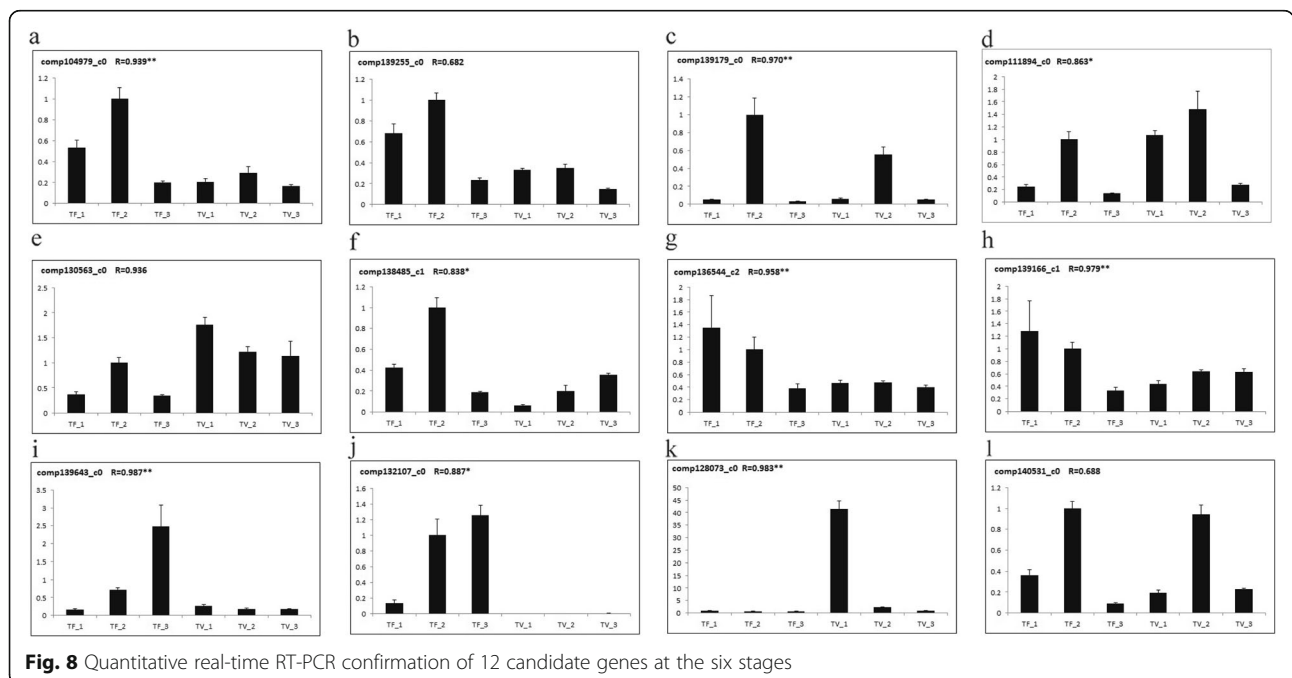 a
comp104979_c0 R=0.939**
1.2
1
0.8
0.6
0.4
0.2
0
TF_1 TF_2 TF_3 TV_1 TV_2 TV_3
b
comp139255_c0 R=0.682
1.2
1
0.8
0.6
0.4
0.2
0
TF_1 TF_2 TF_3 TV_1 TV_2 TV_3
c
comp139179_c0 R=0.970**
1.4
1.2
1
0.8
0.6
0.4
0.2
0
TF_1 TF_2 TF_3 TV_1 TV_2 TV_3
d
comp111894_c0 R=0.863*
2
1.8
1.6
1.4
1.2
1
0.8
0.6
0.4
0.2
0
TF_1 TF_2 TF_3 TV_1 TV_2 TV_3
e
comp130563_c0 R=0.936
2.5
2
1.5
1
0.5
0
TF_1 TF_2 TF_3 TV_1 TV_2 TV_3
f
comp138485_c1 R=0.838*
1.2
1
0.8
0.6
0.4
0.2
0
TF_1 TF_2 TF_3 TV_1 TV_2 TV_3
g
comp136544_c2 R=0.958**
2
1.8
1.6
1.4
1.2
1
0.8
0.6
0.4
0.2
0
TF_1 TF_2 TF_3 TV_1 TV_2 TV_3
h
comp139166_c1 R=0.979**
2
1.8
1.6
1.4
1.2
1
0.8
0.6
0.4
0.2
0
TF_1 TF_2 TF_3 TV_1 TV_2 TV_3
i
comp139643_c0 R=0.987**
3.5
3
2.5
2
1.5
1
0.5
0
TF_1 TF_2 TF_3 TV_1 TV_2 TV_3
j
comp132107_c0 R=0.887*
1.6
1.4
1.2
1
0.8
0.6
0.4
0.2
0
TF_1 TF_2 TF_3 TV_1 TV_2 TV_3
k
comp128073_c0 R=0.983**
50
45
40
35
30
25
20
15
10
5
0
TF_1 TF_2 TF_3 TV_1 TV_2 TV_3
l
comp140531_c0 R=0.688
1.2
1
0.8
0.6
0.4
0.2
0
TF_1 TF_2 TF_3 TV_1 TV_2 TV_3
Fig. 8 Quantitative real-time RT-PCR confirmation of 12 candidate genes at the six stages